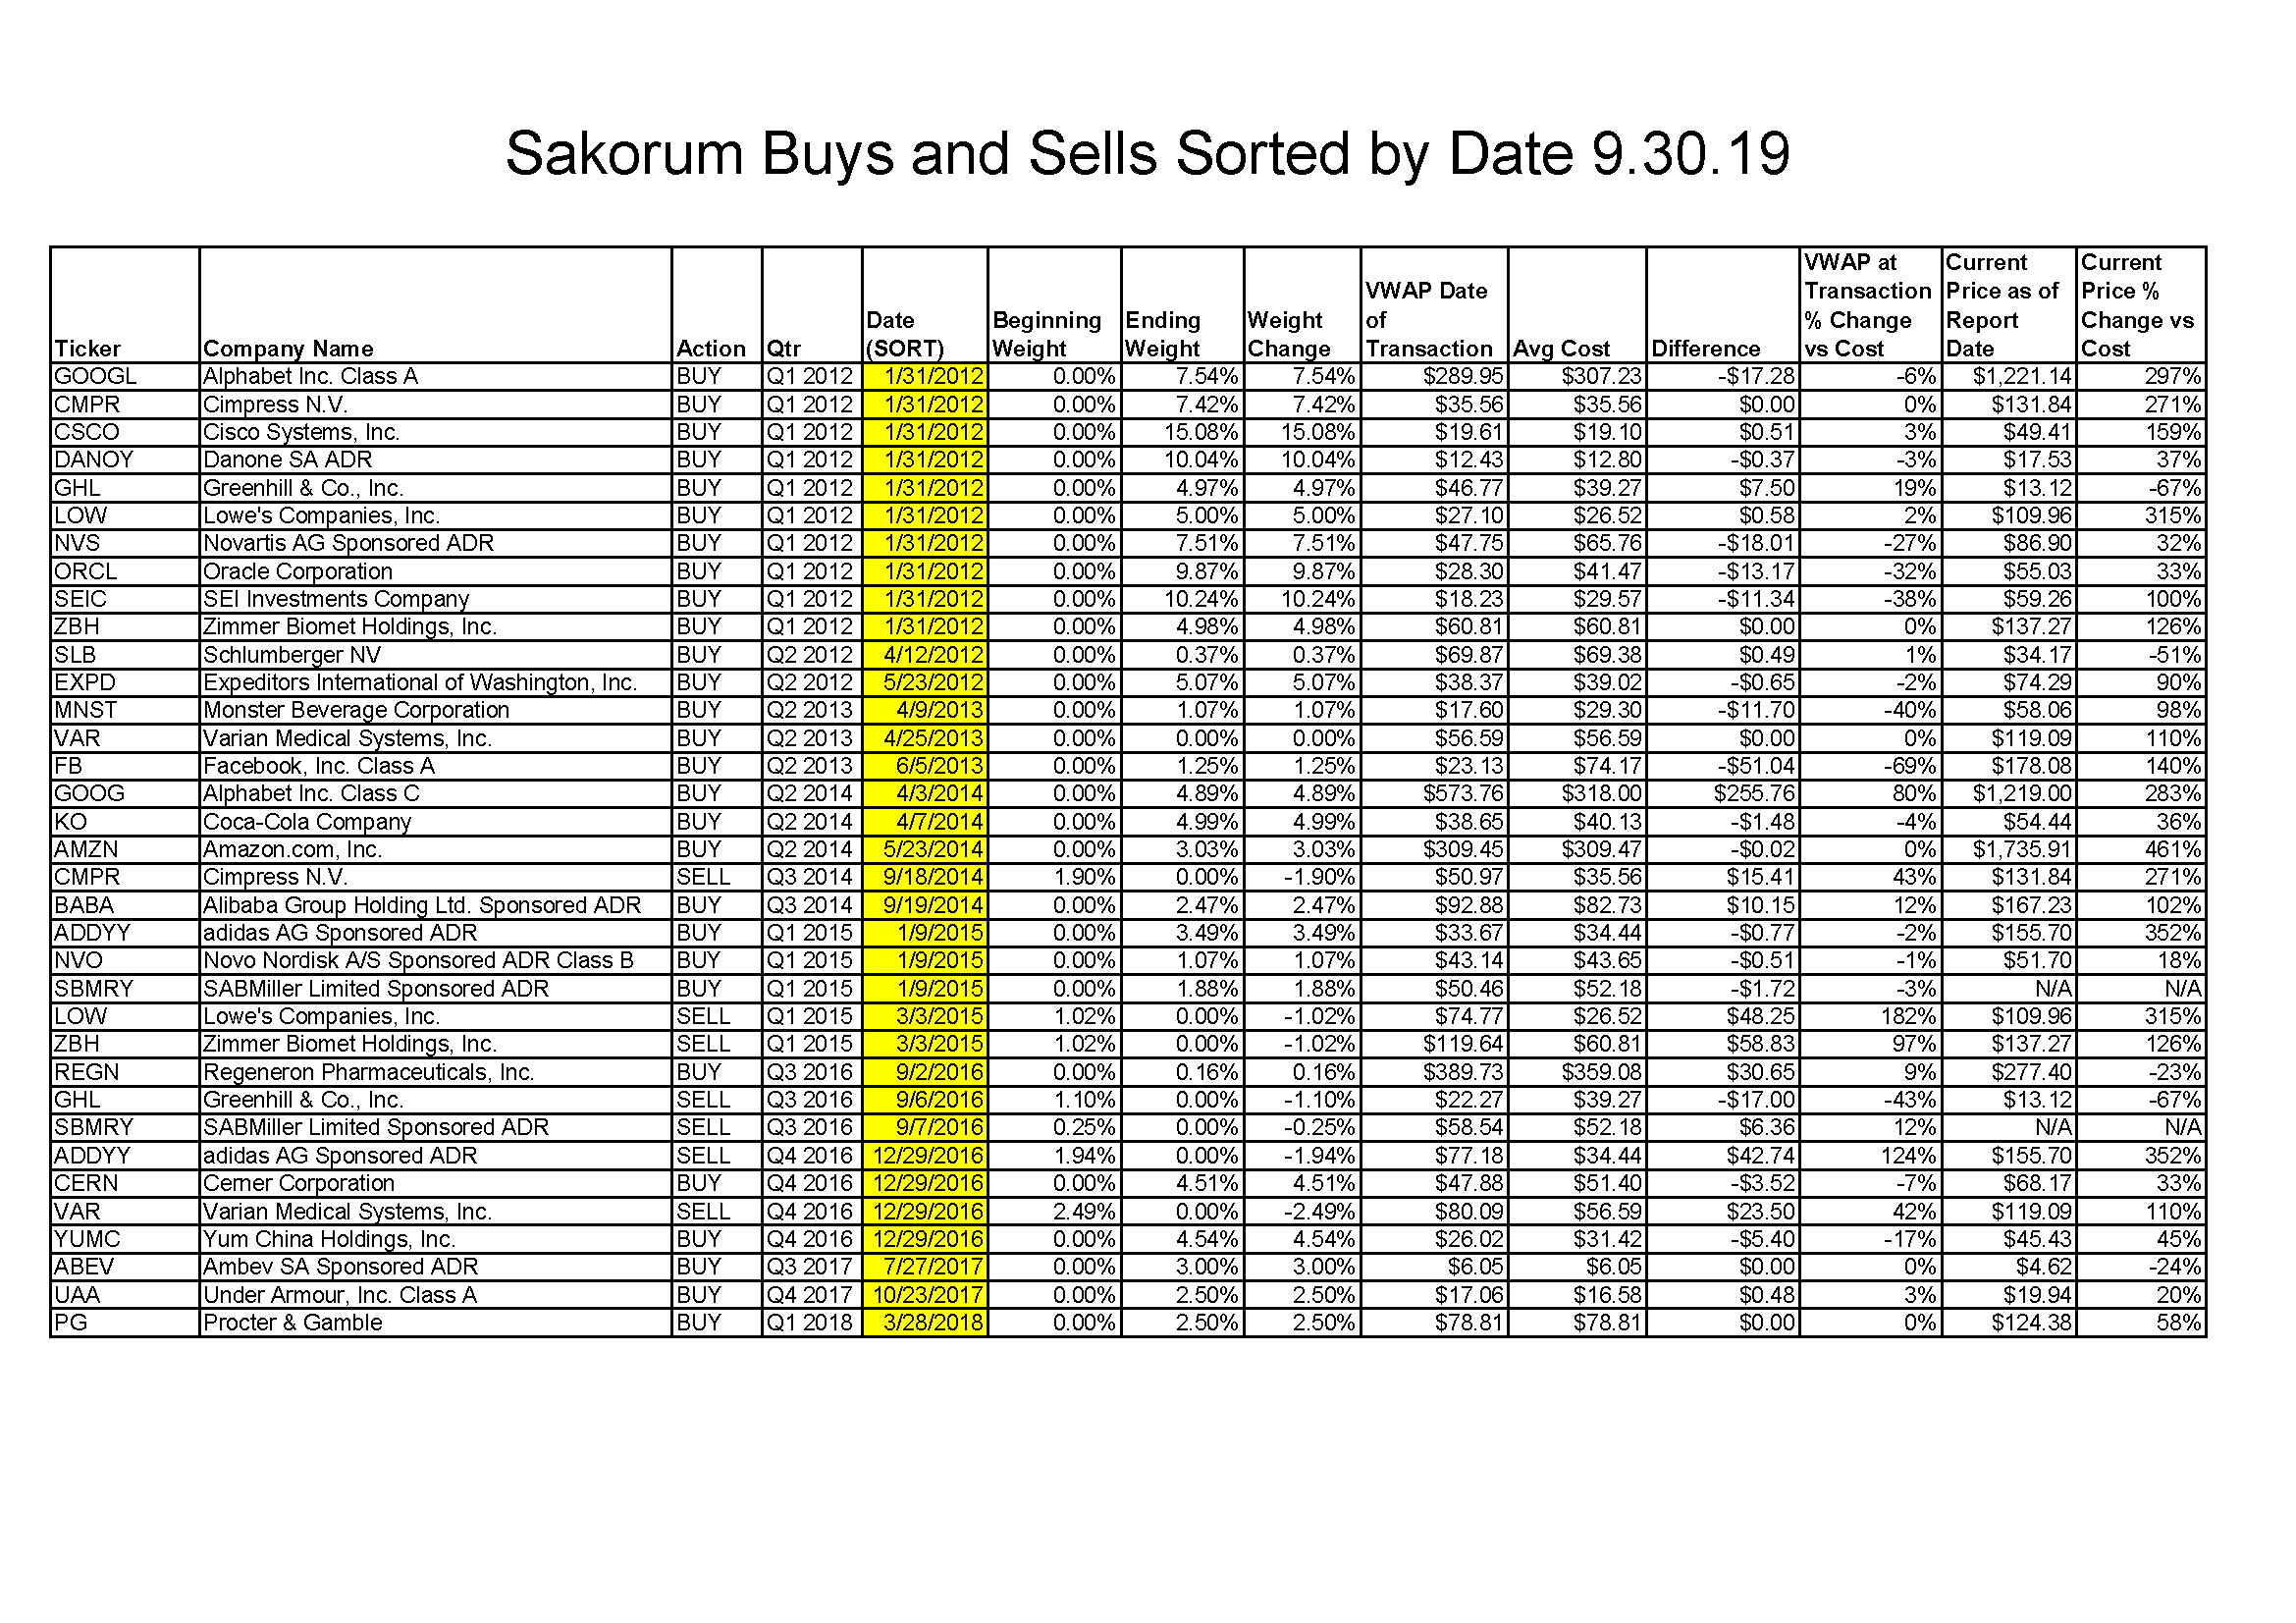 Sakorum Buys and Sells Sorted by Date 9.30.19
Ticker Company Name Action Qtr Date (SORT) Beginning Weight Ending Weight Weight Change VWAP Date of Transaction Avg Cost Difference VWAP at Transaction % Change vs Cost Current Price as of Report Date Current Price % Change vs Cost
GOOGL Alphabet Inc. Class A BUY Q1 2012 1/31/2012 0.00% 7.54% 7.54% $289.95 $307.23 -$17.28 -6% $1,221.14 297%
CMPR Cimpress N.V. BUY Q1 2012 1/31/2012 0.00% 7.42% 7.42% $35.56 $35.56 $0.00 0% $131.84 271%
CSCO Cisco Systems, Inc. BUY Q1 2012 1/31/2012 0.00% 15.08% 15.08% $19.61 $19.10 $0.51 3% $49.41 159%
DANOY Danone SA ADR BUY Q1 2012 1/31/2012 0.00% 10.04% 10.04% $12.43 $12.80 -$0.37 -3% $17.53 37%
GHL Greenhill & Co., Inc. BUY Q1 2012 1/31/2012 0.00% 4.97% 4.97% $46.77 $39.27 $7.50 19% $13.12 -67%
LOW Lowe's Companies, Inc. BUY Q1 2012 1/31/2012 0.00% 5.00% 5.00% $27.10 $26.52 $0.58 2% $109.96 315%
NVS Novartis AG Sponsored ADR BUY Q1 2012 1/31/2012 0.00% 7.51% 7.51% $47.75 $65.76 -$18.01 -27% $86.90 32%
ORCL Oracle Corporation BUY Q1 2012 1/31/2012 0.00% 9.87% 9.87% $28.30 $41.47 -$13.17 -32% $55.03 33%
SEIC SEI Investments Company BUY Q1 2012 1/31/2012 0.00% 10.24% 10.24% $18.23 $29.57 -$11.34 -38% $59.26 100%
ZBH Zimmer Biomet Holdings, Inc. BUY Q1 2012 1/31/2012 0.00% 4.98% 4.98% $60.81 $60.81 $0.00 0% $137.27 126%
SLB Schlumberger NV BUY Q2 2012 4/12/2012 0.00% 0.37% 0.37% $69.87 $69.38 $0.49 1% $34.17 -51%
EXPD Expeditors International of Washington, Inc. BUY Q2 2012 5/23/2012 0.00% 5.07% 5.07% $38.37 $39.02 -$0.65 -2% $74.29 90%
MNST Monster Beverage Corporation BUY Q2 2013 4/9/2013 0.00% 1.07% 1.07% $17.60 $29.30 -$11.70 -40% $58.06 98%
VAR Varian Medical Systems, Inc. BUY Q2 2013 4/25/2013 0.00% 0.00% 0.00% $56.59 $56.59 $0.00 0% $119.09 110%
FB Facebook, Inc. Class A BUY Q2 2013 6/5/2013 0.00% 1.25% 1.25% $23.13 $74.17 -$51.04 -69% $178.08 140%
GOOG Alphabet Inc. Class C BUY Q2 2014 4/3/2014 0.00% 4.89% 4.89% $573.76 $318.00 $255.76 80% $1,219.00 283%
KO Coca-Cola Company BUY Q2 2014 4/7/2014 0.00% 4.99% 4.99% $38.65 $40.13 -$1.48 -4% $54.44 36%
AMZN Amazon.com, Inc. BUY Q2 2014 5/23/2014 0.00% 3.03% 3.03% $309.45 $309.47 -$0.02 0% $1,735.91 461%
CMPR Cimpress N.V. SELL Q3 2014 9/18/2014 1.90% 0.00% -1.90% $50.97 $35.56 $15.41 43% $131.84 271%
BABA Alibaba Group Holding Ltd. Sponsored ADR BUY Q3 2014 9/19/2014 0.00% 2.47% 2.47% $92.88 $82.73 $10.15 12% $167.23 102%
ADDYY adidas AG Sponsored ADR BUY Q1 2015 1/9/2015 0.00% 3.49% 3.49% $33.67 $34.44 -$0.77 -2% $155.70 352%
NVO Novo Nordisk A/S Sponsored ADR Class B BUY Q1 2015 1/9/2015 0.00% 1.07% 1.07% $43.14 $43.65 -$0.51 -1% $51.70 18%
SBMRY SABMiller Limited Sponsored ADR BUY Q1 2015 1/9/2015 0.00% 1.88% 1.88% $50.46 $52.18 -$1.72 -3% N/A N/A
LOW Lowe's Companies, Inc. SELL Q1 2015 3/3/2015 1.02% 0.00% -1.02% $74.77 $26.52 $48.25 182% $109.96 315%
ZBH Zimmer Biomet Holdings, Inc. SELL Q1 2015 3/3/2015 1.02% 0.00% -1.02% $119.64 $60.81 $58.83 97% $137.27 126%
REGN Regeneron Pharmaceuticals, Inc. BUY Q3 2016 9/2/2016 0.00% 0.16% 0.16% $389.73 $359.08 $30.65 9% $277.40 -23%
GHL Greenhill & Co., Inc. SELL Q3 2016 9/6/2016 1.10% 0.00% -1.10% $22.27 $39.27 -$17.00 -43% $13.12 -67%
SBMRY SABMiller Limited Sponsored ADR SELL Q3 2016 9/7/2016 0.25% 0.00% -0.25% $58.54 $52.18 $6.36 12% N/A N/A
ADDYY adidas AG Sponsored ADR SELL Q4 2016 12/29/2016 1.94% 0.00% -1.94% $77.18 $34.44 $42.74 124% $155.70 352%
CERN Cerner Corporation BUY Q4 2016 12/29/2016 0.00% 4.51% 4.51% $47.88 $51.40 -$3.52 -7% $68.17 33%
VAR Varian Medical Systems, Inc. SELL Q4 2016 12/29/2016 2.49% 0.00% -2.49% $80.09 $56.59 $23.50 42% $119.09 110%
YUMC Yum China Holdings, Inc. BUY Q4 2016 12/29/2016 0.00% 4.54% 4.54% $26.02 $31.42 -$5.40 -17% $45.43 45%
ABEV Ambev SA Sponsored ADR BUY Q3 2017 7/27/2017 0.00% 3.00% 3.00% $6.05 $6.05 $0.00 0% $4.62 -24%
UAA Under Armour, Inc. Class A BUY Q4 2017 10/23/2017 0.00% 2.50% 2.50% $17.06 $16.58 $0.48 3% $19.94 20%
PG Procter & Gamble BUY Q1 2018 3/28/2018 0.00% 2.50% 2.50% $78.81 $78.81 $0.00 0% $124.38 58%